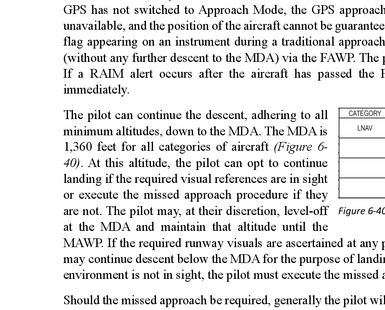 GPS has not switched to Approach Mode, the GPS approach
unavailable, and the position of the aircraft cannot be guarantee
flag appearing on an instrument during a traditional approach
(without any further descent to the MDA) via the FAWP. The p
If a RAIM alert occurs after the aircraft has passed the F
immediately.
The pilot can continue the descent, adhering to all
minimum altitudes, down to the MDA. The MDA is
1,360 feet for all categories of aircraft (Figure 6-
40). At this altitude, the pilot can opt to continue
landing if the required visual references are in sight
or execute the missed approach procedure if they
are not. The pilot may, at their discretion, level-off
at the MDA and maintain that altitude until the
MAWP. If the required runway visuals are ascertained at any p
may continue descent below the MDA for the purpose of landin
environment is not in sight, the pilot must execute the missed a
CATEGORY
LNAV
Figure 6-40
Should the missed approach be required, generally the pilot wil